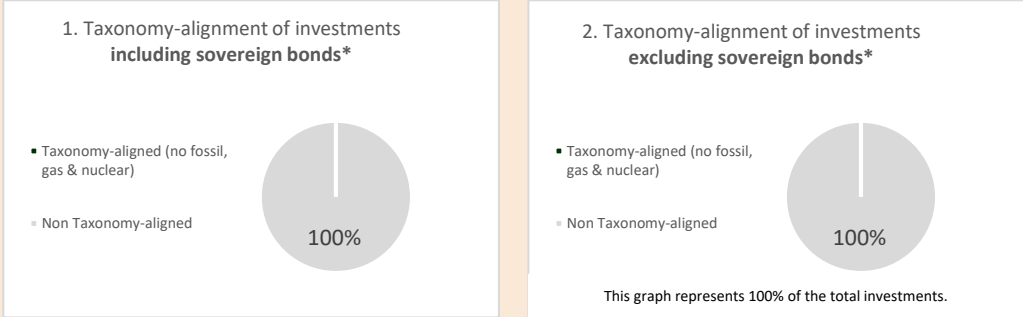 1. Taxonomy-alignment of investments
including sovereign bonds*
Taxonomy-aligned (no fossil,
gas & nuclear)
Non Taxonomy-aligned
100%
2. Taxonomy-alignment of investments
excluding sovereign bonds*
Taxonomy-aligned (no fossil,
gas & nuclear)
Non Taxonomy-aligned
100%
This graph represents 100% of the total investments.